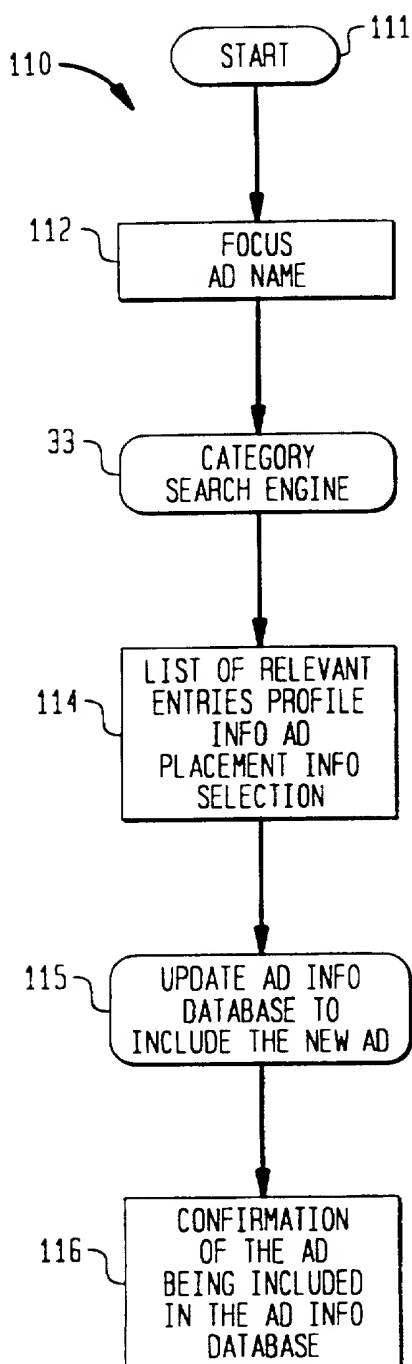 START
111
110
112
FOCUS
AD NAME
33
CATEGORY
SEARCH ENGINE
114
LIST OF RELEVANT
ENTRIES PROFILE
INFO AD
PLACEMENT INFO
SELECTION
115
UPDATE AD INFO
DATABASE TO
INCLUDE THE NEW AD
116
CONFIRMATION
OF THE AD
BEING INCLUDED
IN THE AD INFO
DATABASE